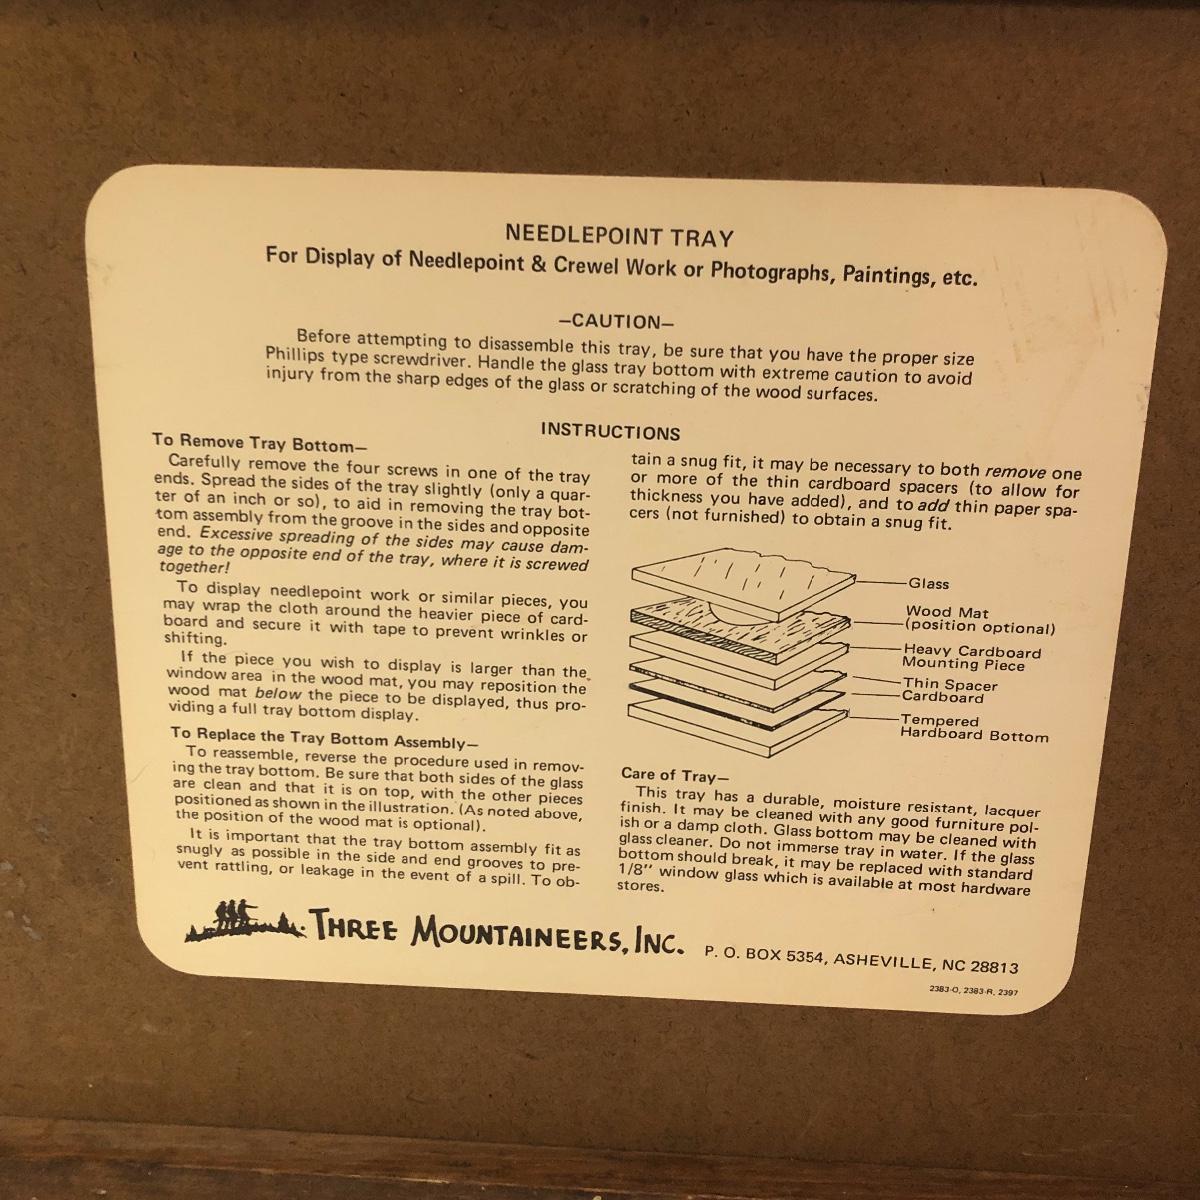 NEEDLEPOINT TRAY
For Display of Needlepoint & Crewel Work or Photographs, Paintings, etc.
—CAUTION—
Before attempting to disassemble this tray, be sure that you have the proper size
Phillips type screwdriver. Handle the glass tray bottom with extreme caution to avoid
injury from the sharp edges of the glass or scratching of the wood surfaces.
INSTRUCTIONS
To Remove Tray Bottom—
Carefully remove the four screws in one of the tray
ends. Spread the sides of the tray slightly (only a quar-
ter of an inch or so), to aid in removing the tray bot-
tom assembly from the groove in the sides and opposite
end. Excessive spreading of the sides may cause dam-
age to the opposite end of the tray, where it is screwed
together!
To display needlepoint work or similar pieces, you
may wrap the cloth around the heavier piece of card-
board and secure it with tape to prevent wrinkles or
shifting.
If the piece you wish to display is larger than the
window area in the wood mat, you may reposition the
wood mat below the piece to be displayed, thus pro-
viding a full tray bottom display.
To Replace the Tray Bottom Assembly—
To reassemble, reverse the procedure used in remov-
ing the tray bottom. Be sure that both sides of the glass
are clean and that it is on top, with the other pieces
positioned as shown in the illustration. (As noted above,
the position of the wood mat is optional).
It is important that the tray bottom assembly fit as
snugly as possible in the side and end grooves to pre-
vent rattling, or leakage in the event of a spill. To ob-
tain a snug fit, it may be necessary to both remove one
or more of the thin cardboard spacers (to allow for
thickness you have added), and to add thin paper spa-
cers (not furnished) to obtain a snug fit.
Glass
Wood Mat
(position optional)
Heavy Cardboard
Mounting Piece
Thin Spacer
Cardboard
Tempered
Hardboard Bottom
Care of Tray—
This tray has a durable, moisture resistant, lacquer
finish. It may be cleaned with any good furniture pol-
ish or a damp cloth. Glass bottom may be cleaned with
glass cleaner. Do not immerse tray in water. If the glass
bottom should break, it may be replaced with standard
1/8" window glass which is available at most hardware
stores.
THREE MOUNTAINEERS, INC. P. O. BOX 5354, ASHEVILLE, NC 28813
2383-O, 2383-R, 2397